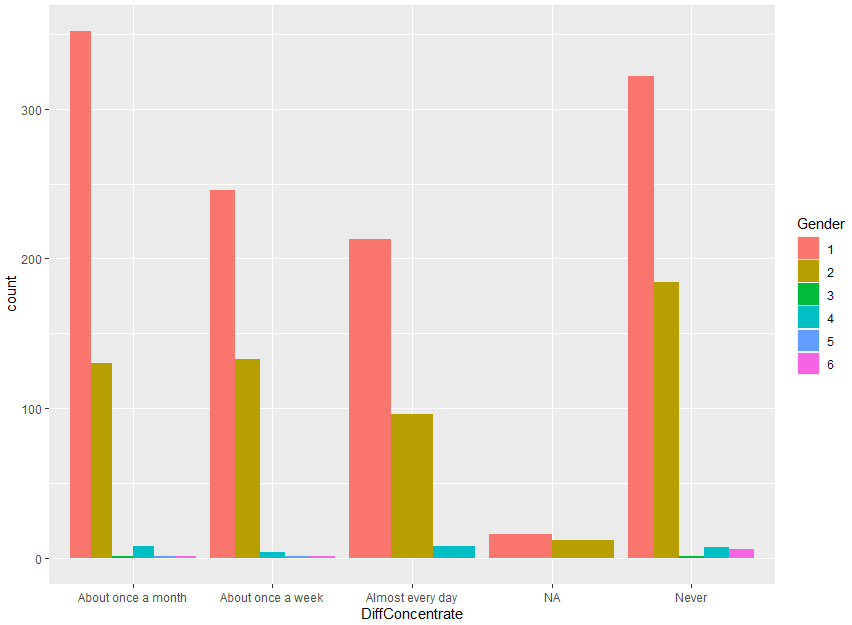 300
200
100
0
count
About once a month
About once a week
Almost every day
NA
Never
DiffConcentrate
Gender
1
2
3
4
5
6